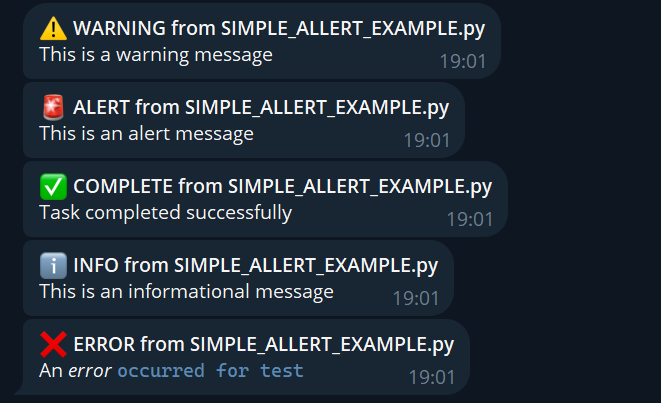 ⚠️ WARNING from SIMPLE_ALLERT_EXAMPLE.py
This is a warning message
19:01
🚨 ALERT from SIMPLE_ALLERT_EXAMPLE.py
This is an alert message
19:01
✅ COMPLETE from SIMPLE_ALLERT_EXAMPLE.py
Task completed successfully
19:01
ℹ️ INFO from SIMPLE_ALLERT_EXAMPLE.py
This is an informational message
19:01
❌ ERROR from SIMPLE_ALLERT_EXAMPLE.py
An error occurred for test
19:01